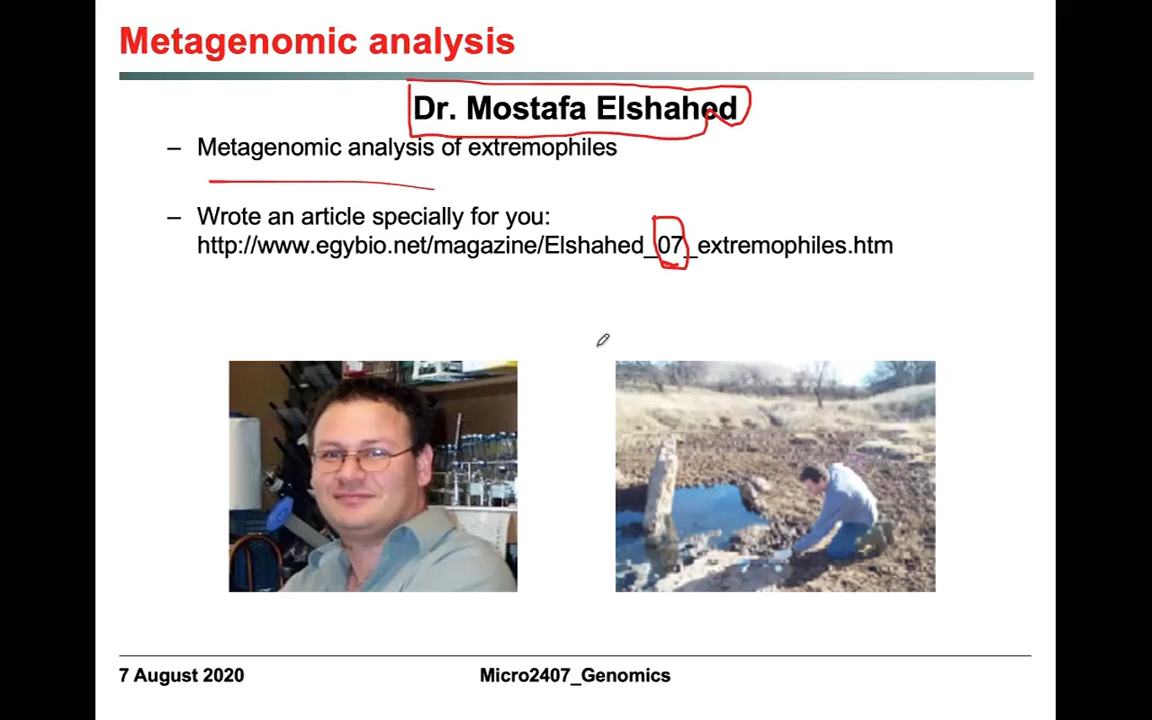 Metagenomic analysis
Dr. Mostafa Elshahed
– Metagenomic analysis of extremophiles
– Wrote an article specially for you:
http://www.egybio.net/magazine/Elshahed_07_extremophiles.htm
7 August 2020
Micro2407_Genomics